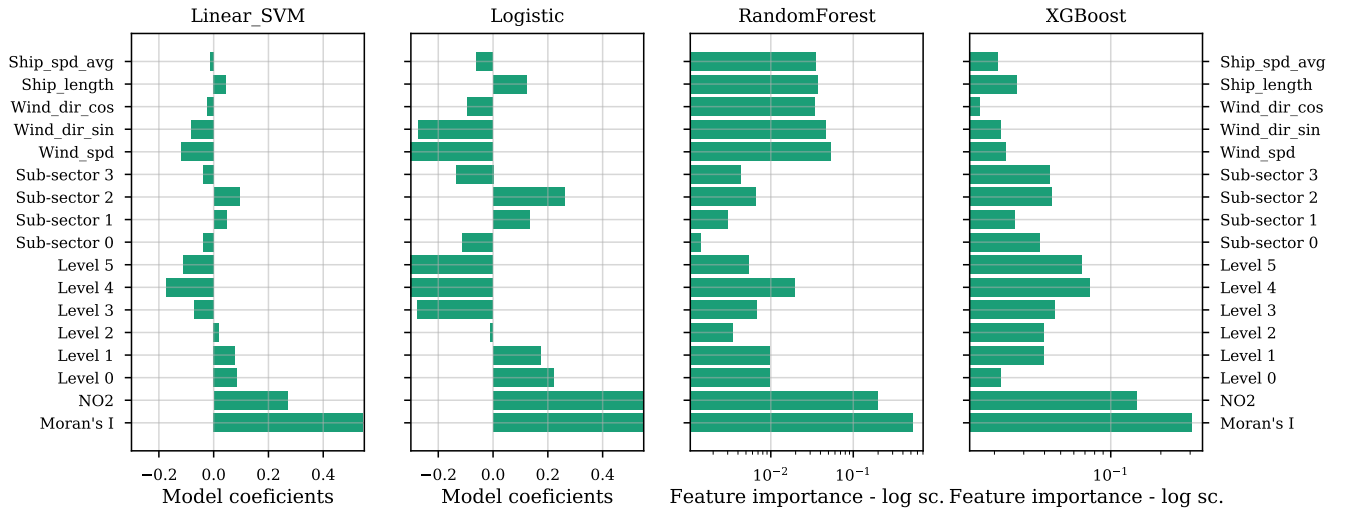 Linear_SVM
Logistic
RandomForest
XGBoost
Ship_spd_avg
Ship_length
Wind_dir_cos
Wind_dir_sin
Wind_spd
Sub-sector 3
Sub-sector 2
Sub-sector 1
Sub-sector 0
Level 5
Level 4
Level 3
Level 2
Level 1
Level 0
NO2
Moran's I
Ship_spd_avg
Ship_length
Wind_dir_cos
Wind_dir_sin
Wind_spd
Sub-sector 3
Sub-sector 2
Sub-sector 1
Sub-sector 0
Level 5
Level 4
Level 3
Level 2
Level 1
Level 0
NO2
Moran's I
−0.2 0.0 0.2 0.4
−0.2 0.0 0.2 0.4
10⁻² 10⁻¹
10⁻¹
Model coeficients
Model coeficients
Feature importance - log sc.
Feature importance - log sc.